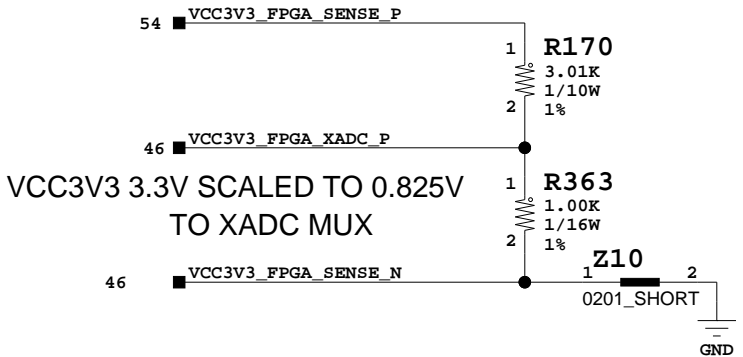 54 VCC3V3_FPGA_SENSE_P
1 R170
3.01K
1/10W
2 1%
46 VCC3V3_FPGA_XADC_P
VCC3V3 3.3V SCALED TO 0.825V
TO XADC MUX
1 R363
1.00K
1/16W
2 1%
46 VCC3V3_FPGA_SENSE_N
1 Z10 2
0201_SHORT
GND